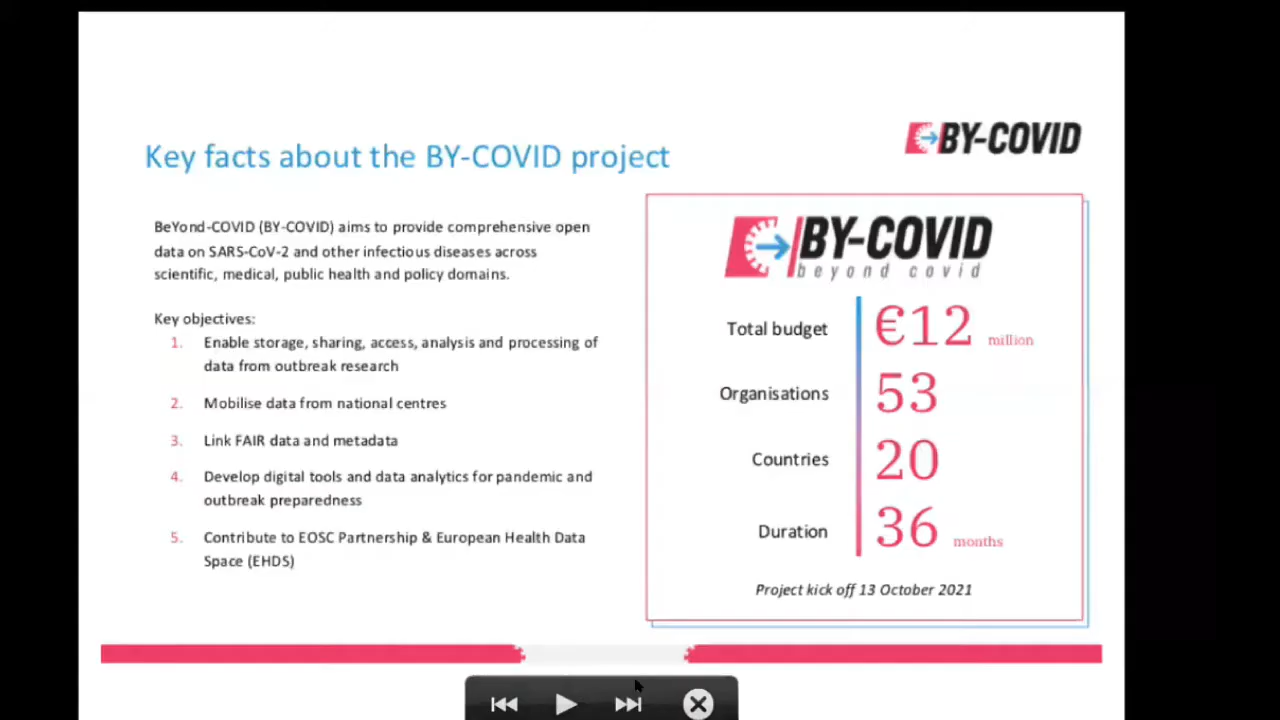 BY-COVID
Key facts about the BY-COVID project
BeYond-COVID (BY-COVID) aims to provide comprehensive open
data on SARS-CoV-2 and other infectious diseases across
scientific, medical, public health and policy domains.
Key objectives:
1. Enable storage, sharing, access, analysis and processing of
data from outbreak research
2. Mobilise data from national centres
3. Link FAIR data and metadata
4. Develop digital tools and data analytics for pandemic and
outbreak preparedness
5. Contribute to EOSC Partnership & European Health Data
Space (EHDS)
BY-COVID
beyond covid
Total budget €12 million
Organisations 53
Countries 20
Duration 36 months
Project kick off 13 October 2021